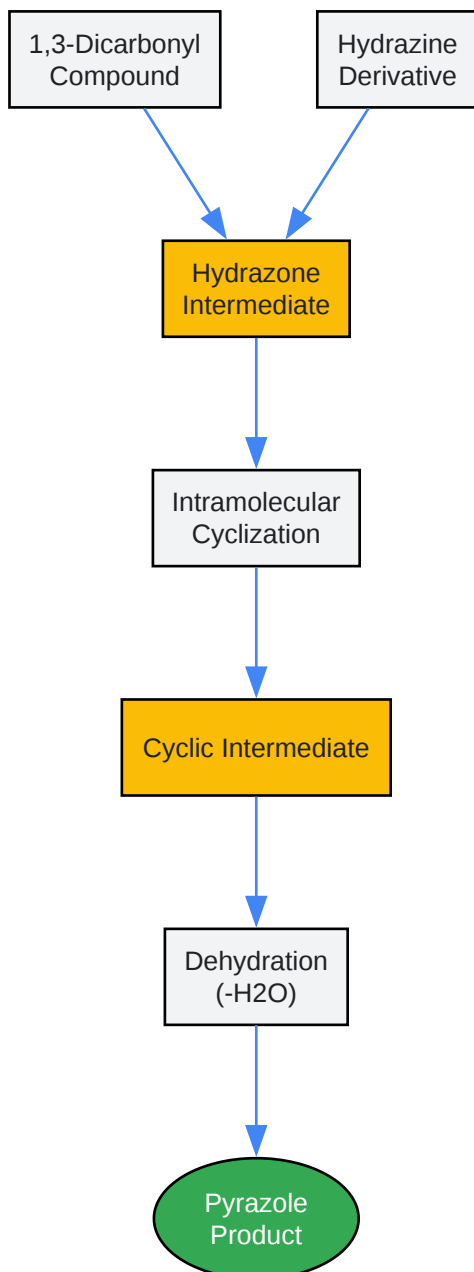 1,3-Dicarbonyl
Compound
Hydrazine
Derivative
Hydrazone
Intermediate
Intramolecular
Cyclization
Cyclic Intermediate
Dehydration
(-H2O)
Pyrazole
Product